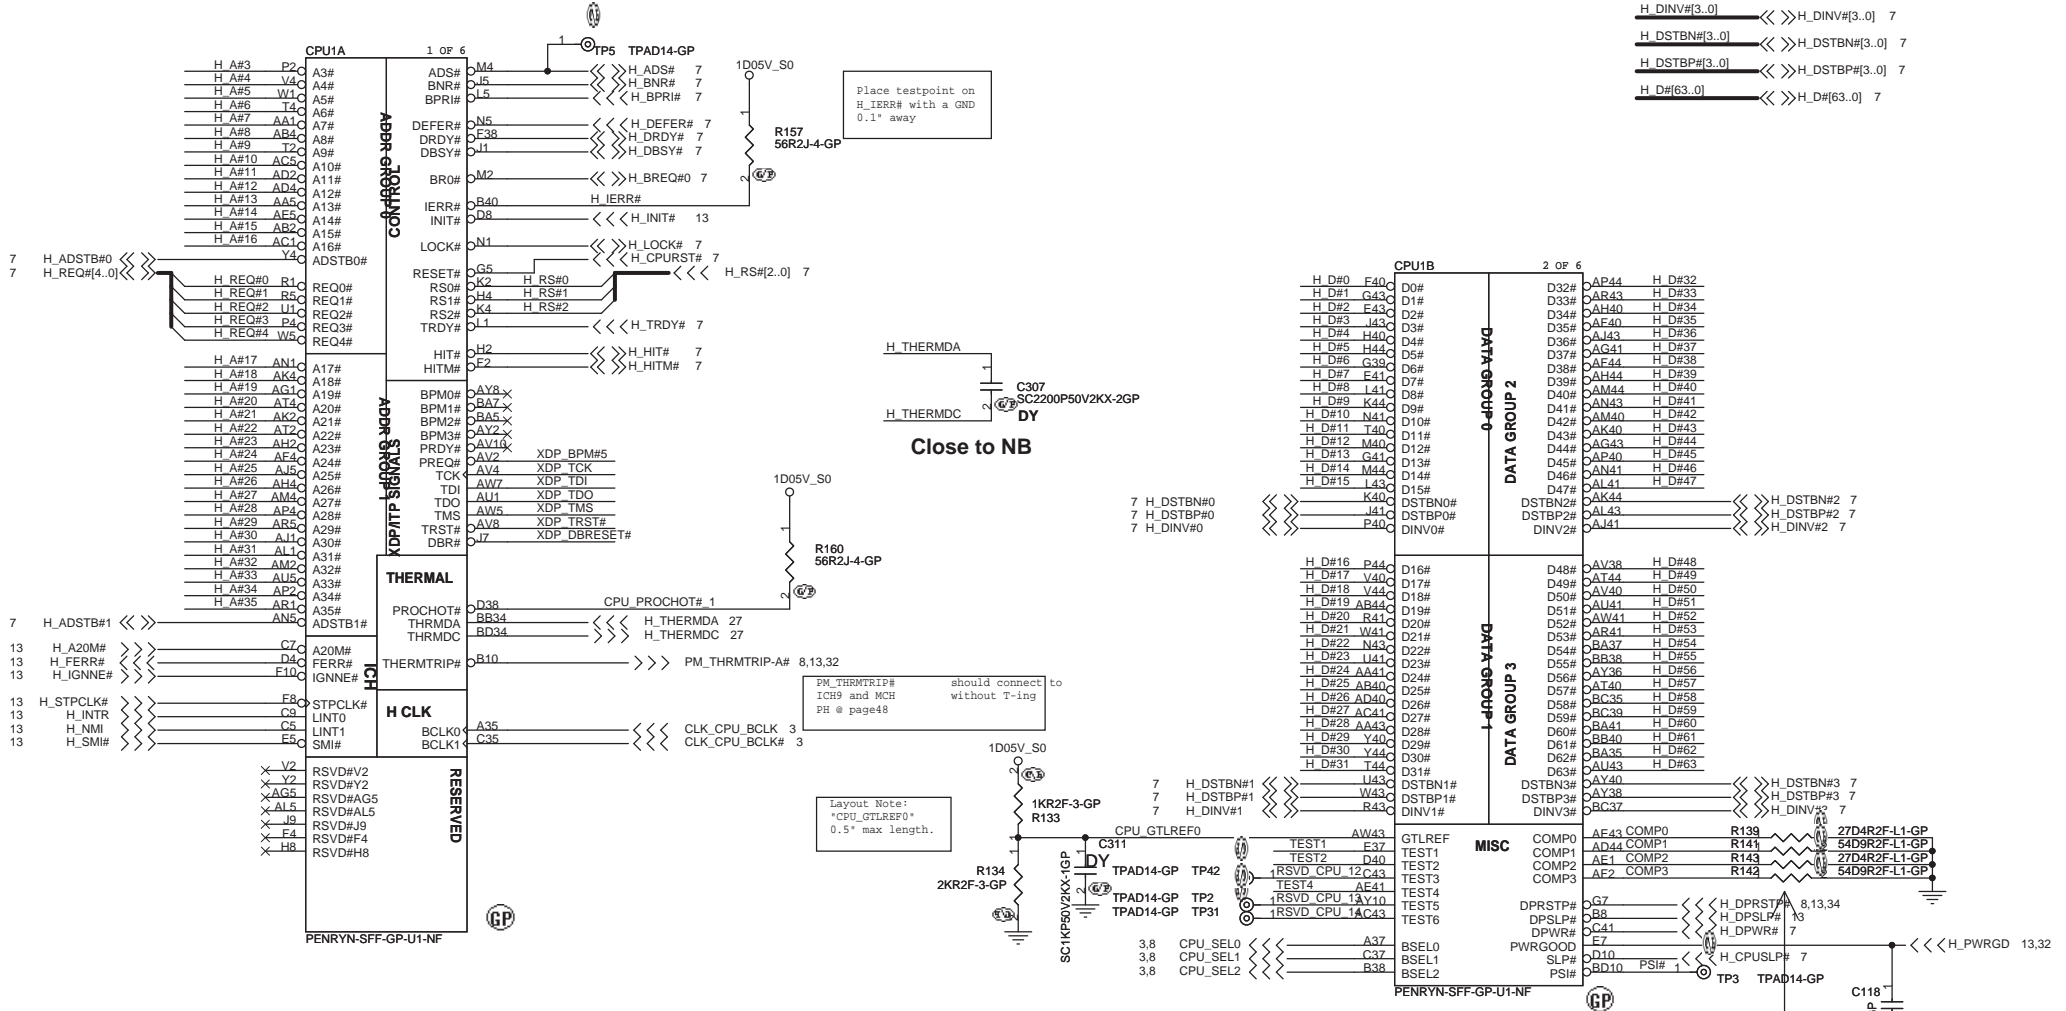 TP5 TPAD14-GP
CPU1A 1 OF 6
H_A#3 P2 A3#
H_A#4 V4 A4#
H_A#5 W1 A5#
H_A#6 T4 A6#
H_A#7 AA1 A7#
H_A#8 AB4 A8#
H_A#9 T2 A9#
H_A#10 AC5 A10#
H_A#11 AD2 A11#
H_A#12 AD4 A12#
H_A#13 AA5 A13#
H_A#14 AE5 A14#
H_A#15 AB2 A15#
H_A#16 AC1 A16#
7 H_ADSTB#0 Y4 ADSTB0#
7 H_REQ#[4..0]
H_REQ#0 R1 REQ0#
H_REQ#1 R5 REQ1#
H_REQ#2 U1 REQ2#
H_REQ#3 P4 REQ3#
H_REQ#4 W5 REQ4#
ADDR GROUP 0
CONTROL
H_A#17 AN1 A17#
H_A#18 AK4 A18#
H_A#19 AG1 A19#
H_A#20 AT4 A20#
H_A#21 AK2 A21#
H_A#22 AT2 A22#
H_A#23 AH2 A23#
H_A#24 AF4 A24#
H_A#25 AJ5 A25#
H_A#26 AH4 A26#
H_A#27 AM4 A27#
H_A#28 AP4 A28#
H_A#29 AR5 A29#
H_A#30 AJ1 A30#
H_A#31 AL1 A31#
H_A#32 AM2 A32#
H_A#33 AU5 A33#
H_A#34 AP2 A34#
H_A#35 AR1 A35#
7 H_ADSTB#1 AN5 ADSTB1#
ADDR GROUP 1
XDP/ITP SIGNALS
13 H_A20M# C7 A20M#
13 H_FERR# D4 FERR#
13 H_IGNNE# F10 IGNNE#
13 H_STPCLK# F8 STPCLK#
13 H_INTR C9 LINT0
13 H_NMI C5 LINT1
13 H_SMI# E5 SMI#
ICH
V2 RSVD#V2
Y2 RSVD#Y2
AG5 RSVD#AG5
AL5 RSVD#AL5
J9 RSVD#J9
F4 RSVD#F4
H8 RSVD#H8
RESERVED
PENRYN-SFF-GP-U1-NF
GP
ADS# M4 H_ADS# 7
BNR# J5 H_BNR# 7
BPRI# L5 H_BPRI# 7
DEFER# N5 H_DEFER# 7
DRDY# F38 H_DRDY# 7
DBSY# J1 H_DBSY# 7
BR0# M2 H_BREQ#0 7
IERR# B40 H_IERR#
INIT# D8 H_INIT# 13
LOCK# N1 H_LOCK# 7
RESET# G5 H_CPURST# 7
RS0# K2 H_RS#0
RS1# H4 H_RS#1
RS2# K4 H_RS#2
H_RS#[2..0] 7
TRDY# L1 H_TRDY# 7
HIT# H2 H_HIT# 7
HITM# F2 H_HITM# 7
BPM0# AY8
BPM1# BA7
BPM2# BA5
BPM3# AY2
PRDY# AV10
PREQ# AV2 XDP_BPM#5
TCK AV4 XDP_TCK
TDI AW7 XDP_TDI
TDO AU1 XDP_TDO
TMS AW5 XDP_TMS
TRST# AV8 XDP_TRST#
DBR# J7 XDP_DBRESET#
THERMAL
PROCHOT# D38 CPU_PROCHOT#_1
THRMDA BB34 H_THERMDA 27
THRMDC BD34 H_THERMDC 27
THERMTRIP# B10 PM_THRMTRIP-A# 8,13,32
H CLK
BCLK0 A35 CLK_CPU_BCLK 3
BCLK1 C35 CLK_CPU_BCLK# 3
1D05V_S0
1
R157
56R2J-4-GP
2
G/P
Place testpoint on
H_IERR# with a GND
0.1" away
H_THERMDA
1
C307
SC2200P50V2KX-2GP
2
G/P
DY
H_THERMDC
Close to NB
1D05V_S0
1
R160
56R2J-4-GP
2
G/P
PM_THRMTRIP# should connect to
ICH9 and MCH without T-ing
PH @ page48
Layout Note:
"CPU_GTLREF0"
0.5" max length.
1D05V_S0
2
1KR2F-3-GP
R133
1
CPU_GTLREF0
R134
2KR2F-3-GP
1
C311
DY
2
G/P
SC1KP50V2KX-1GP
H_DINV#[3..0] H_DINV#[3..0] 7
H_DSTBN#[3..0] H_DSTBN#[3..0] 7
H_DSTBP#[3..0] H_DSTBP#[3..0] 7
H_D#[63..0] H_D#[63..0] 7
CPU1B 2 OF 6
H_D#0 F40 D0# D32# AP44 H_D#32
H_D#1 G43 D1# D33# AR43 H_D#33
H_D#2 E43 D2# D34# AH40 H_D#34
H_D#3 J43 D3# D35# AF40 H_D#35
H_D#4 H40 D4# D36# AJ43 H_D#36
H_D#5 H44 D5# D37# AG41 H_D#37
H_D#6 G39 D6# D38# AF44 H_D#38
H_D#7 E41 D7# D39# AH44 H_D#39
H_D#8 L41 D8# D40# AM44 H_D#40
H_D#9 K44 D9# D41# AN43 H_D#41
H_D#10 N41 D10# D42# AM40 H_D#42
H_D#11 T40 D11# D43# AK40 H_D#43
H_D#12 M40 D12# D44# AG43 H_D#44
H_D#13 G41 D13# D45# AP40 H_D#45
H_D#14 M44 D14# D46# AN41 H_D#46
H_D#15 L43 D15# D47# AL41 H_D#47
7 H_DSTBN#0 K40 DSTBN0# DSTBN2# AK44 H_DSTBN#2 7
7 H_DSTBP#0 J41 DSTBP0# DSTBP2# AL43 H_DSTBP#2 7
7 H_DINV#0 P40 DINV0# DINV2# AJ41 H_DINV#2 7
DATA GROUP 0
DATA GROUP 2
H_D#16 P44 D16# D48# AV38 H_D#48
H_D#17 V40 D17# D49# AT44 H_D#49
H_D#18 V44 D18# D50# AV40 H_D#50
H_D#19 AB44 D19# D51# AU41 H_D#51
H_D#20 R41 D20# D52# AW41 H_D#52
H_D#21 W41 D21# D53# AR41 H_D#53
H_D#22 N43 D22# D54# BA37 H_D#54
H_D#23 U41 D23# D55# BB38 H_D#55
H_D#24 AA41 D24# D56# AY36 H_D#56
H_D#25 AB40 D25# D57# AT40 H_D#57
H_D#26 AD40 D26# D58# BC35 H_D#58
H_D#27 AC41 D27# D59# BC39 H_D#59
H_D#28 AA43 D28# D60# BA41 H_D#60
H_D#29 Y40 D29# D61# BB40 H_D#61
H_D#30 Y44 D30# D62# BA35 H_D#62
H_D#31 T44 D31# D63# AU43 H_D#63
7 H_DSTBN#1 U43 DSTBN1# DSTBN3# AY40 H_DSTBN#3 7
7 H_DSTBP#1 W43 DSTBP1# DSTBP3# AY38 H_DSTBP#3 7
7 H_DINV#1 R43 DINV1# DINV3# BC37 H_DINV#3 7
DATA GROUP 1
DATA GROUP 3
MISC
AW43 GTLREF
TEST1 E37 TEST1
TEST2 D40 TEST2
TPAD14-GP TP42 1 RSVD_CPU_12 C43 TEST3
TEST4 AE41 TEST4
TPAD14-GP TP2 1 RSVD_CPU_13 AY10 TEST5
TPAD14-GP TP31 1 RSVD_CPU_14 AC43 TEST6
3,8 CPU_SEL0 A37 BSEL0
3,8 CPU_SEL1 C37 BSEL1
3,8 CPU_SEL2 B38 BSEL2
COMP0 AE43 COMP0 R139 27D4R2F-L1-GP
COMP1 AD44 COMP1 R141 54D9R2F-L1-GP
COMP2 AE1 COMP2 R143 27D4R2F-L1-GP
COMP3 AF2 COMP3 R142 54D9R2F-L1-GP
DPRSTP# G7 H_DPRSTP# 8,13,34
DPSLP# B8 H_DPSLP# 13
DPWR# C41 H_DPWR# 7
PWRGOOD E7 H_PWRGD 13,32
SLP# D10 H_CPUSLP# 7
PSI# BD10 PSI# 1 TP3 TPAD14-GP
PENRYN-SFF-GP-U1-NF
GP
C118
1